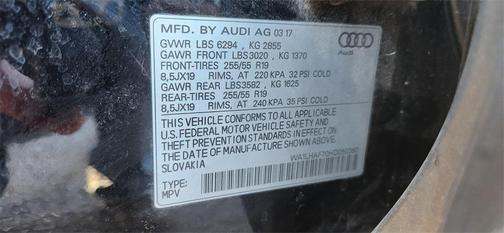 MFD. BY AUDI AG 03 17
GVWR LBS 6294 , KG 2855
GAWR FRONT LBS3020 , KG 1370
FRONT-TIRES 255/55 R19
8,5JX19 RIMS, AT 220 KPA 32 PSI COLD
GAWR REAR LBS3582 , KG 1625
REAR-TIRES 255/55 R19
8,5JX19 RIMS, AT 240 KPA 35 PSI COLD
THIS VEHICLE CONFORMS TO ALL APPLICABLE
U.S.FEDERAL MOTOR VEHICLE SAFETY AND
THEFT PREVENTION STANDARDS IN EFFECT ON
THE DATE OF MANUFACTURE SHOWN ABOVE
SLOVAKIA
TYPE:
MPV
Audi